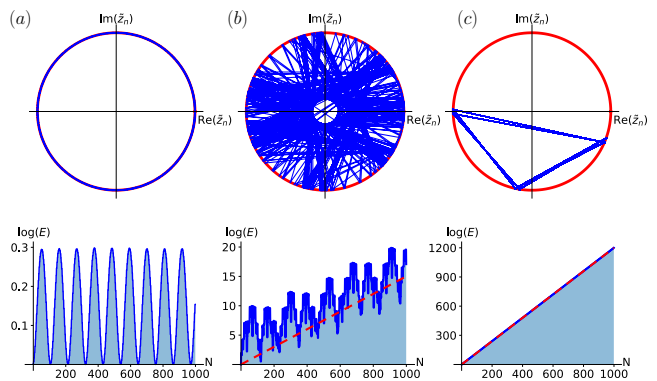 (a) Im(z̃ₙ) (b) Im(z̃ₙ) (c) Im(z̃ₙ)
Re(z̃ₙ) Re(z̃ₙ) Re(z̃ₙ)
log(E) log(E) log(E)
0.3 20 1200
0.2 15 900
10 600
0.1 5 300
N N N
200 400 600 800 1000 200 400 600 800 1000 200 400 600 800 1000